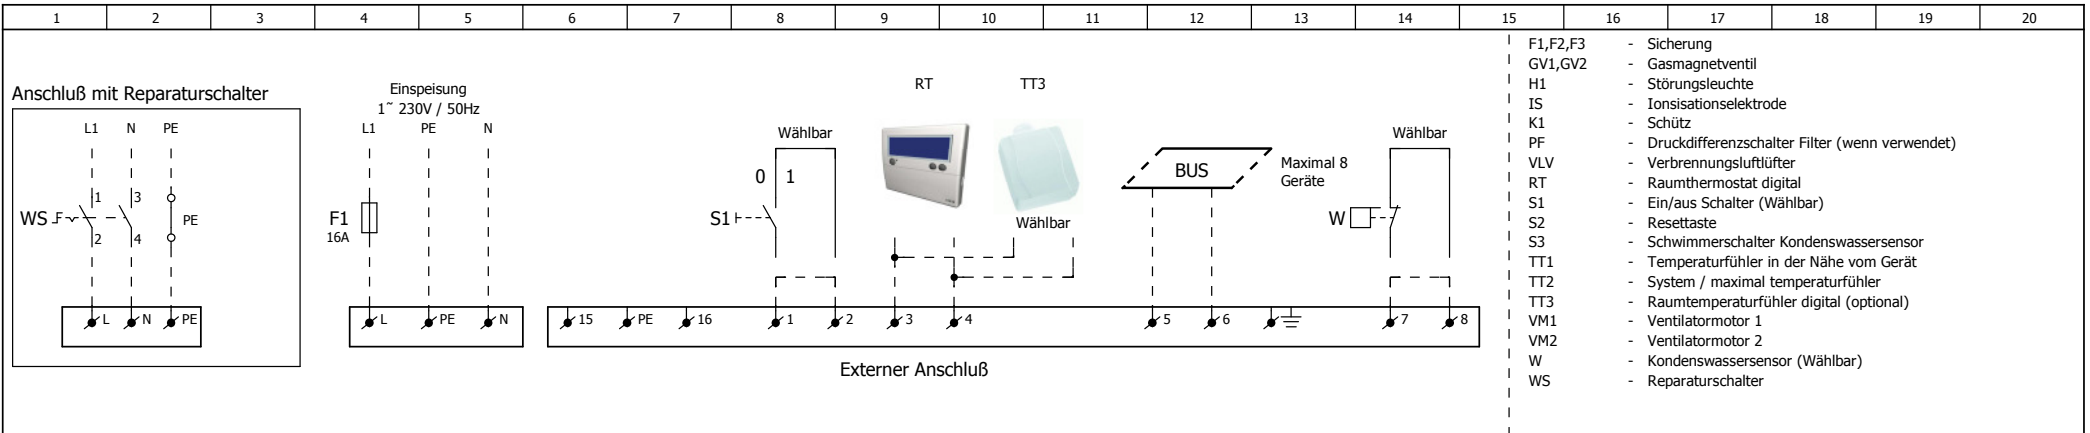 1 2 3 4 5 6 7 8 9 10 11 12 13 14 15 16 17 18 19 20
Anschluß mit Reparaturschalter
L1 N PE
1 3
WS PE
2 4
L N PE
Einspeisung
1~ 230V / 50Hz
L1 PE N
F1
16A
L PE N
Wählbar
0 1
S1
RT TT3
Wählbar
BUS
Maximal 8
Geräte
Wählbar
W
15 PE 16 1 2 3 4 5 6 7 8
Externer Anschluß
F1,F2,F3 - Sicherung
GV1,GV2 - Gasmagnetventil
H1 - Störungsleuchte
IS - Ionsisationselektrode
K1 - Schütz
PF - Druckdifferenzschalter Filter (wenn verwendet)
VLV - Verbrennungsluftlüfter
RT - Raumthermostat digital
S1 - Ein/aus Schalter (Wählbar)
S2 - Resettaste
S3 - Schwimmerschalter Kondenswassersensor
TT1 - Temperaturfühler in der Nähe vom Gerät
TT2 - System / maximal temperaturfühler
TT3 - Raumtemperaturfühler digital (optional)
VM1 - Ventilatormotor 1
VM2 - Ventilatormotor 2
W - Kondenswassersensor (Wählbar)
WS - Reparaturschalter